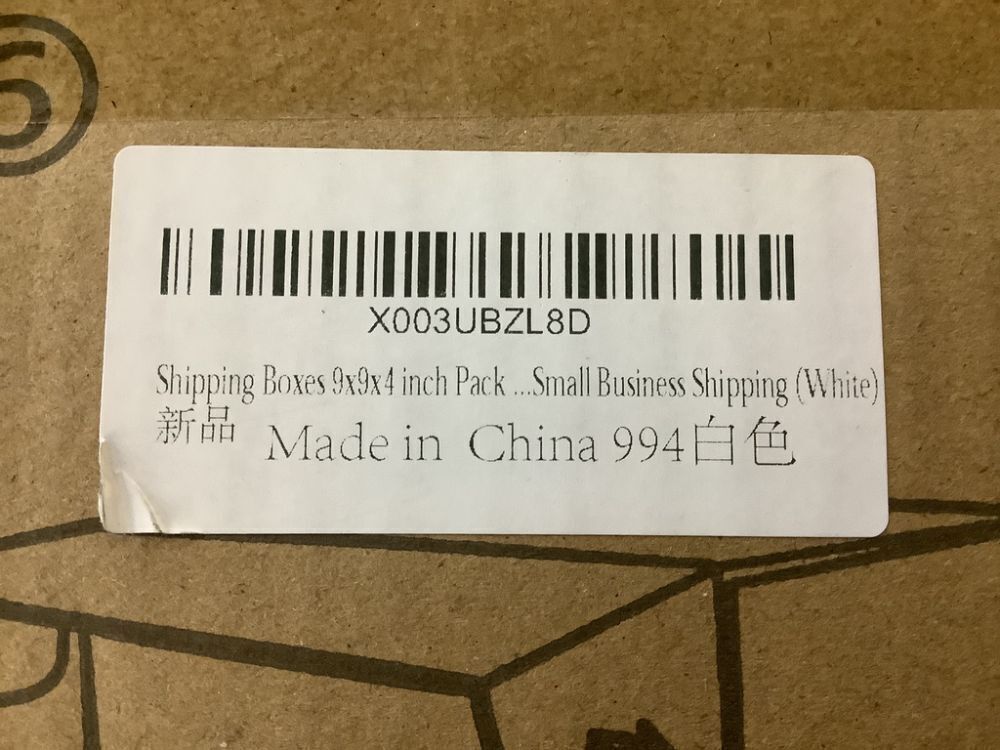 X003UBZL8D
Shipping Boxes 9x9x4 inch Pack ...Small Business Shipping (White)
新品
Made in China 994白色